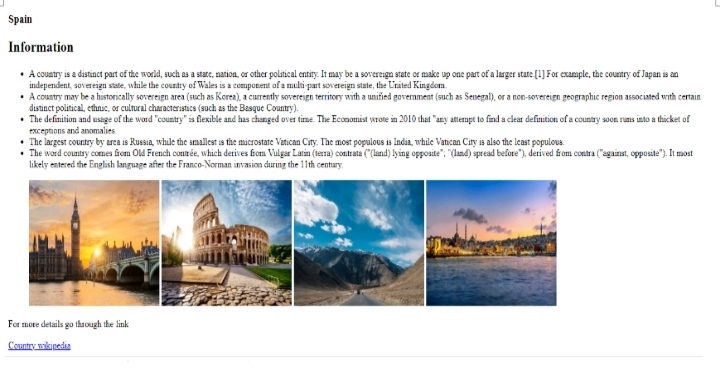 Spain
Information
A country is a distinct part of the world, such as a state, nation, or other political entity. It may be a sovereign state or make up one part of a larger state.[1] For example, the country of Japan is an
independent, sovereign state, while the country of Wales is a component of a multi-part sovereign state, the United Kingdom.
A country may be a historically sovereign area (such as Korea), a currently sovereign territory with a unified government (such as Senegal), or a non-sovereign geographic region associated with certain
distinct political, ethnic, or cultural characteristics (such as the Basque Country).
The definition and usage of the word "country" is flexible and has changed over time. The Economist wrote in 2010 that "any attempt to find a clear definition of a country soon runs into a thicket of
exceptions and anomalies.
The largest country by area is Russia, while the smallest is the microstate Vatican City. The most populous is India, while Vatican City is also the least populous.
The word country comes from Old French contrée, which derives from Vulgar Latin (terra) contrata ("(land) lying opposite"; "(land) spread before"), derived from contra ("against, opposite"). It most
likely entered the English language after the Franco-Norman invasion during the 11th century.
For more details go through the link
Country wikipedia